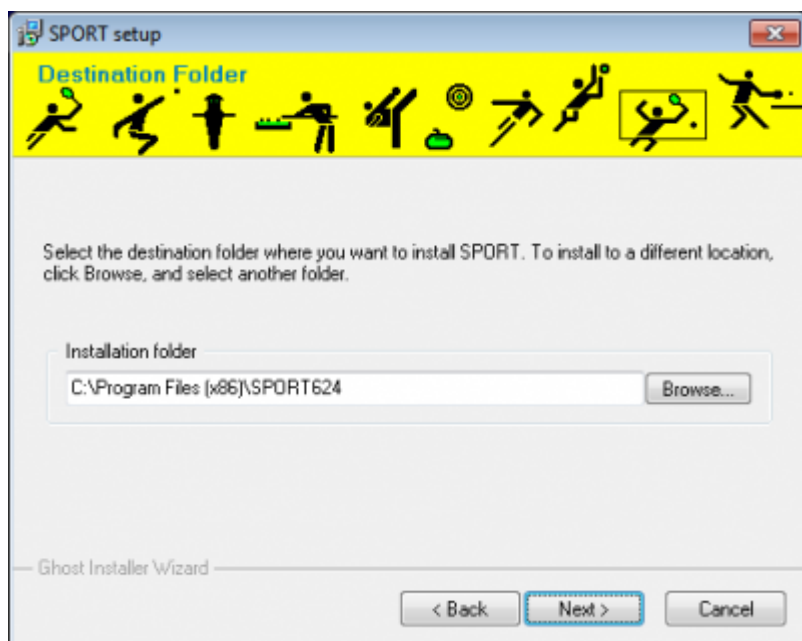 SPORT setup
Destination Folder
Select the destination folder where you want to install SPORT. To install to a different location,
click Browse, and select another folder.
Installation folder
C:\Program Files (x86)\SPORT624
Browse...
Ghost Installer Wizard
< Back
Next >
Cancel